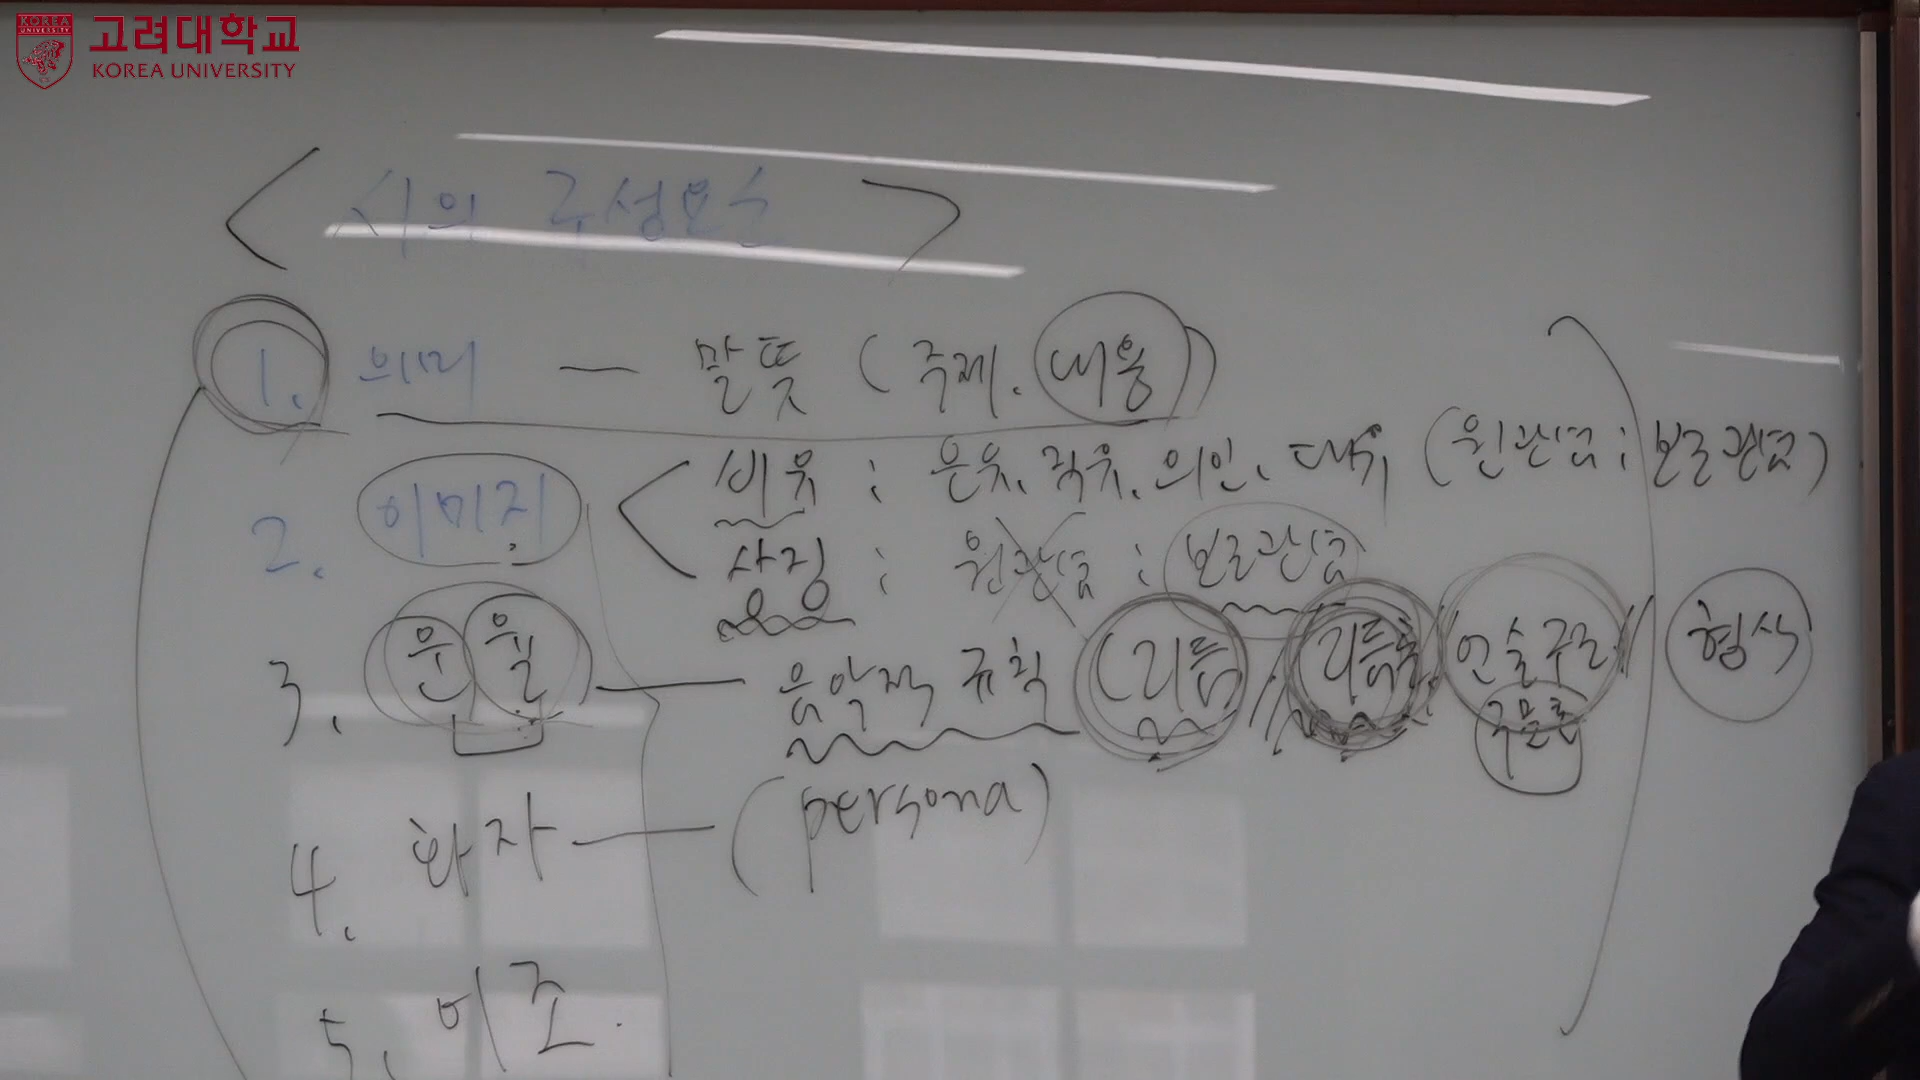 KOREA UNIVERSITY
고려대학교
KOREA UNIVERSITY
< 시의 구성요소 >
1. 의미 — 말뜻 (주제. 내용)
2. 이미지 < 비유 : 은유. 직유. 의인. 대유 (원관념 : 보조관념)
상징 : 원관념 : 보조관념
3. 운율 — 음악적 규칙 (리듬) / 언술구조 // 형식
구문론
4. 화자 — (persona)
5. 어조.